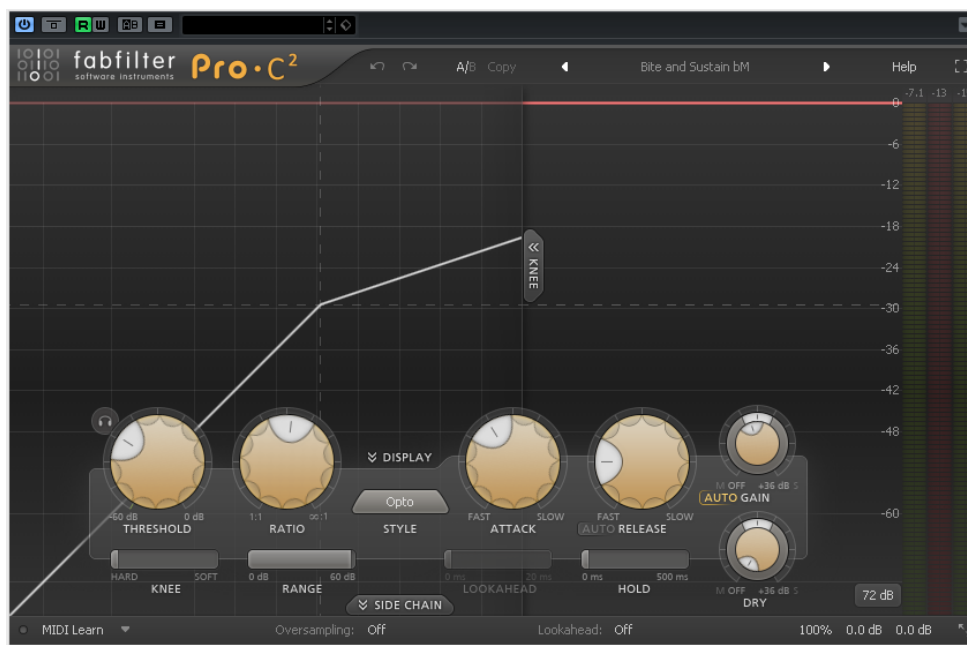 R W AB
fabfilter Pro·C²
software instruments
A/B Copy Bite and Sustain bM Help
-7.1 -13
0
-6
-12
-18
-24
-30
-36
-42
-48
-60
KNEE
DISPLAY
Opto
-60 dB 0 dB 1:1 ∞:1 FAST SLOW FAST SLOW
THRESHOLD RATIO STYLE ATTACK AUTO RELEASE
M OFF +36 dB S
AUTO GAIN
HARD SOFT 0 dB 60 dB 0 ms 20 ms 0 ms 500 ms
KNEE RANGE LOOKAHEAD HOLD
M OFF +36 dB S
DRY
72 dB
SIDE CHAIN
MIDI Learn Oversampling: Off Lookahead: Off 100% 0.0 dB 0.0 dB